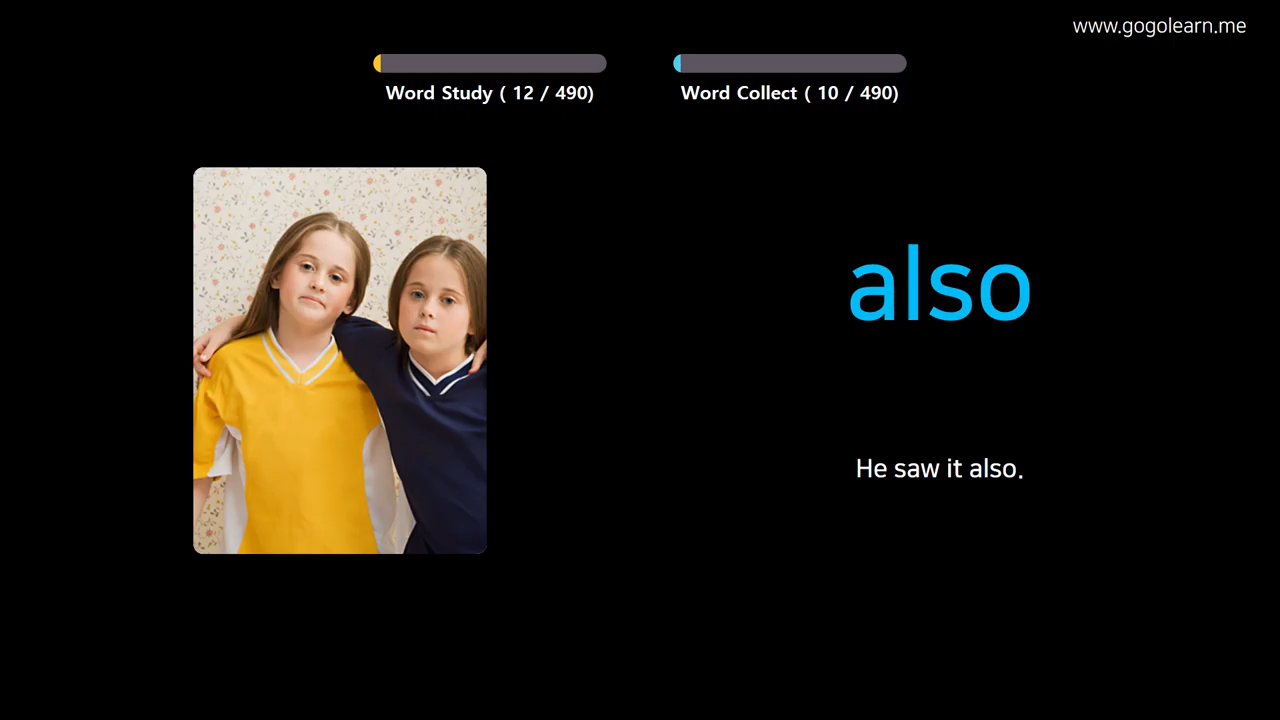 www.gogolearn.me
Word Study ( 12 / 490)
Word Collect ( 10 / 490)
also
He saw it also.